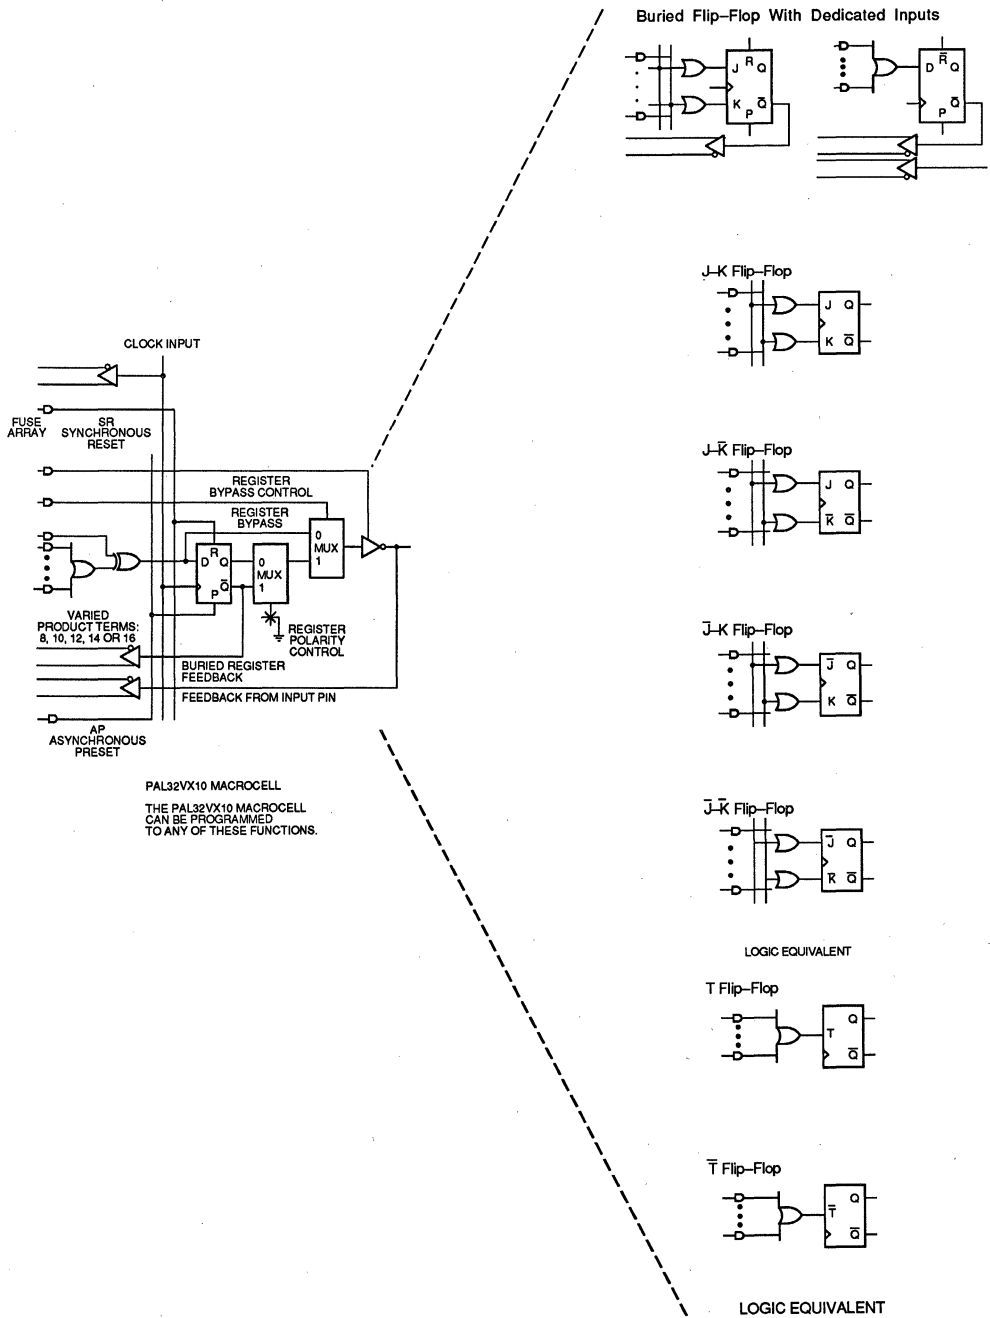 Buried Flip–Flop With Dedicated Inputs
J R Q
K Q̅
P
D R̅ Q
Q̅
P
J–K Flip–Flop
J Q
K Q̅
CLOCK INPUT
FUSE ARRAY
SR
SYNCHRONOUS
RESET
REGISTER
BYPASS CONTROL
REGISTER
BYPASS
D R Q
Q̅
P
0
MUX
1
0
MUX
1
VARIED
PRODUCT TERMS:
8, 10, 12, 14 OR 16
REGISTER
POLARITY
CONTROL
BURIED REGISTER
FEEDBACK
FEEDBACK FROM INPUT PIN
AP
ASYNCHRONOUS
PRESET
PAL32VX10 MACROCELL
THE PAL32VX10 MACROCELL
CAN BE PROGRAMMED
TO ANY OF THESE FUNCTIONS.
J–K̅ Flip–Flop
J Q
K̅ Q̅
J̅–K Flip–Flop
J̅ Q
K Q̅
J̅–K̅ Flip–Flop
J̅ Q
K̅ Q̅
LOGIC EQUIVALENT
T Flip–Flop
Q
T
Q̅
T̅ Flip–Flop
Q
T̅
Q̅
LOGIC EQUIVALENT